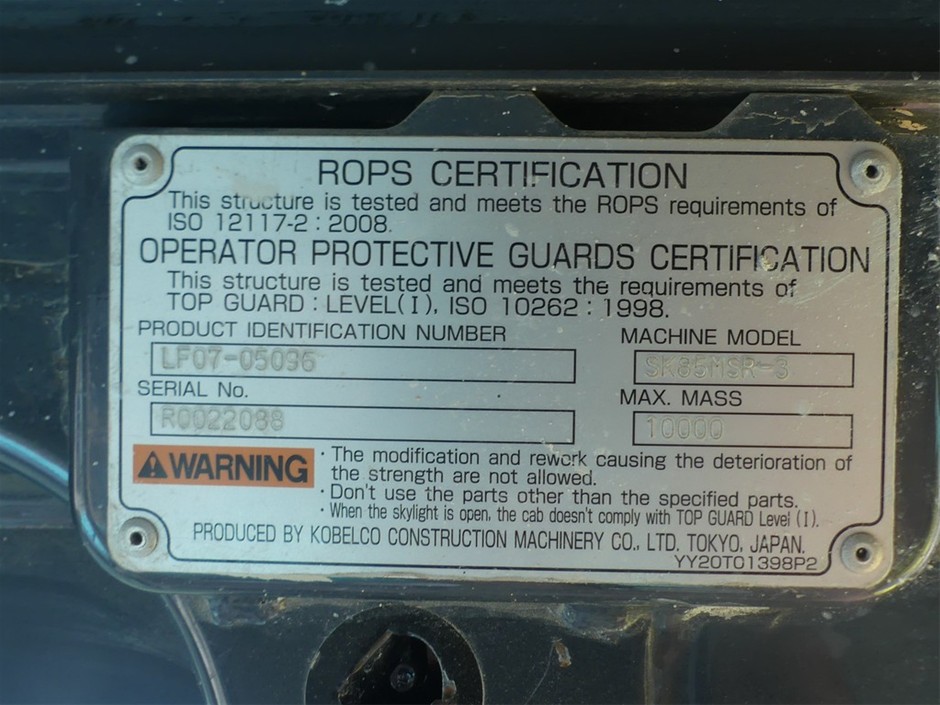 ROPS CERTIFICATION
This structure is tested and meets the ROPS requirements of
ISO 12117-2 : 2008.
OPERATOR PROTECTIVE GUARDS CERTIFICATION
This structure is tested and meets the requirements of
TOP GUARD : LEVEL(I), ISO 10262 : 1998.
PRODUCT IDENTIFICATION NUMBER
LF07-05096
MACHINE MODEL
SK85MSR-3
SERIAL No.
R0022088
MAX. MASS
10000
WARNING
· The modification and rework causing the deterioration of
the strength are not allowed.
· Don't use the parts other than the specified parts.
· When the skylight is open, the cab doesn't comply with TOP GUARD Level (I).
PRODUCED BY KOBELCO CONSTRUCTION MACHINERY CO., LTD. TOKYO, JAPAN.
YY20T01398P2